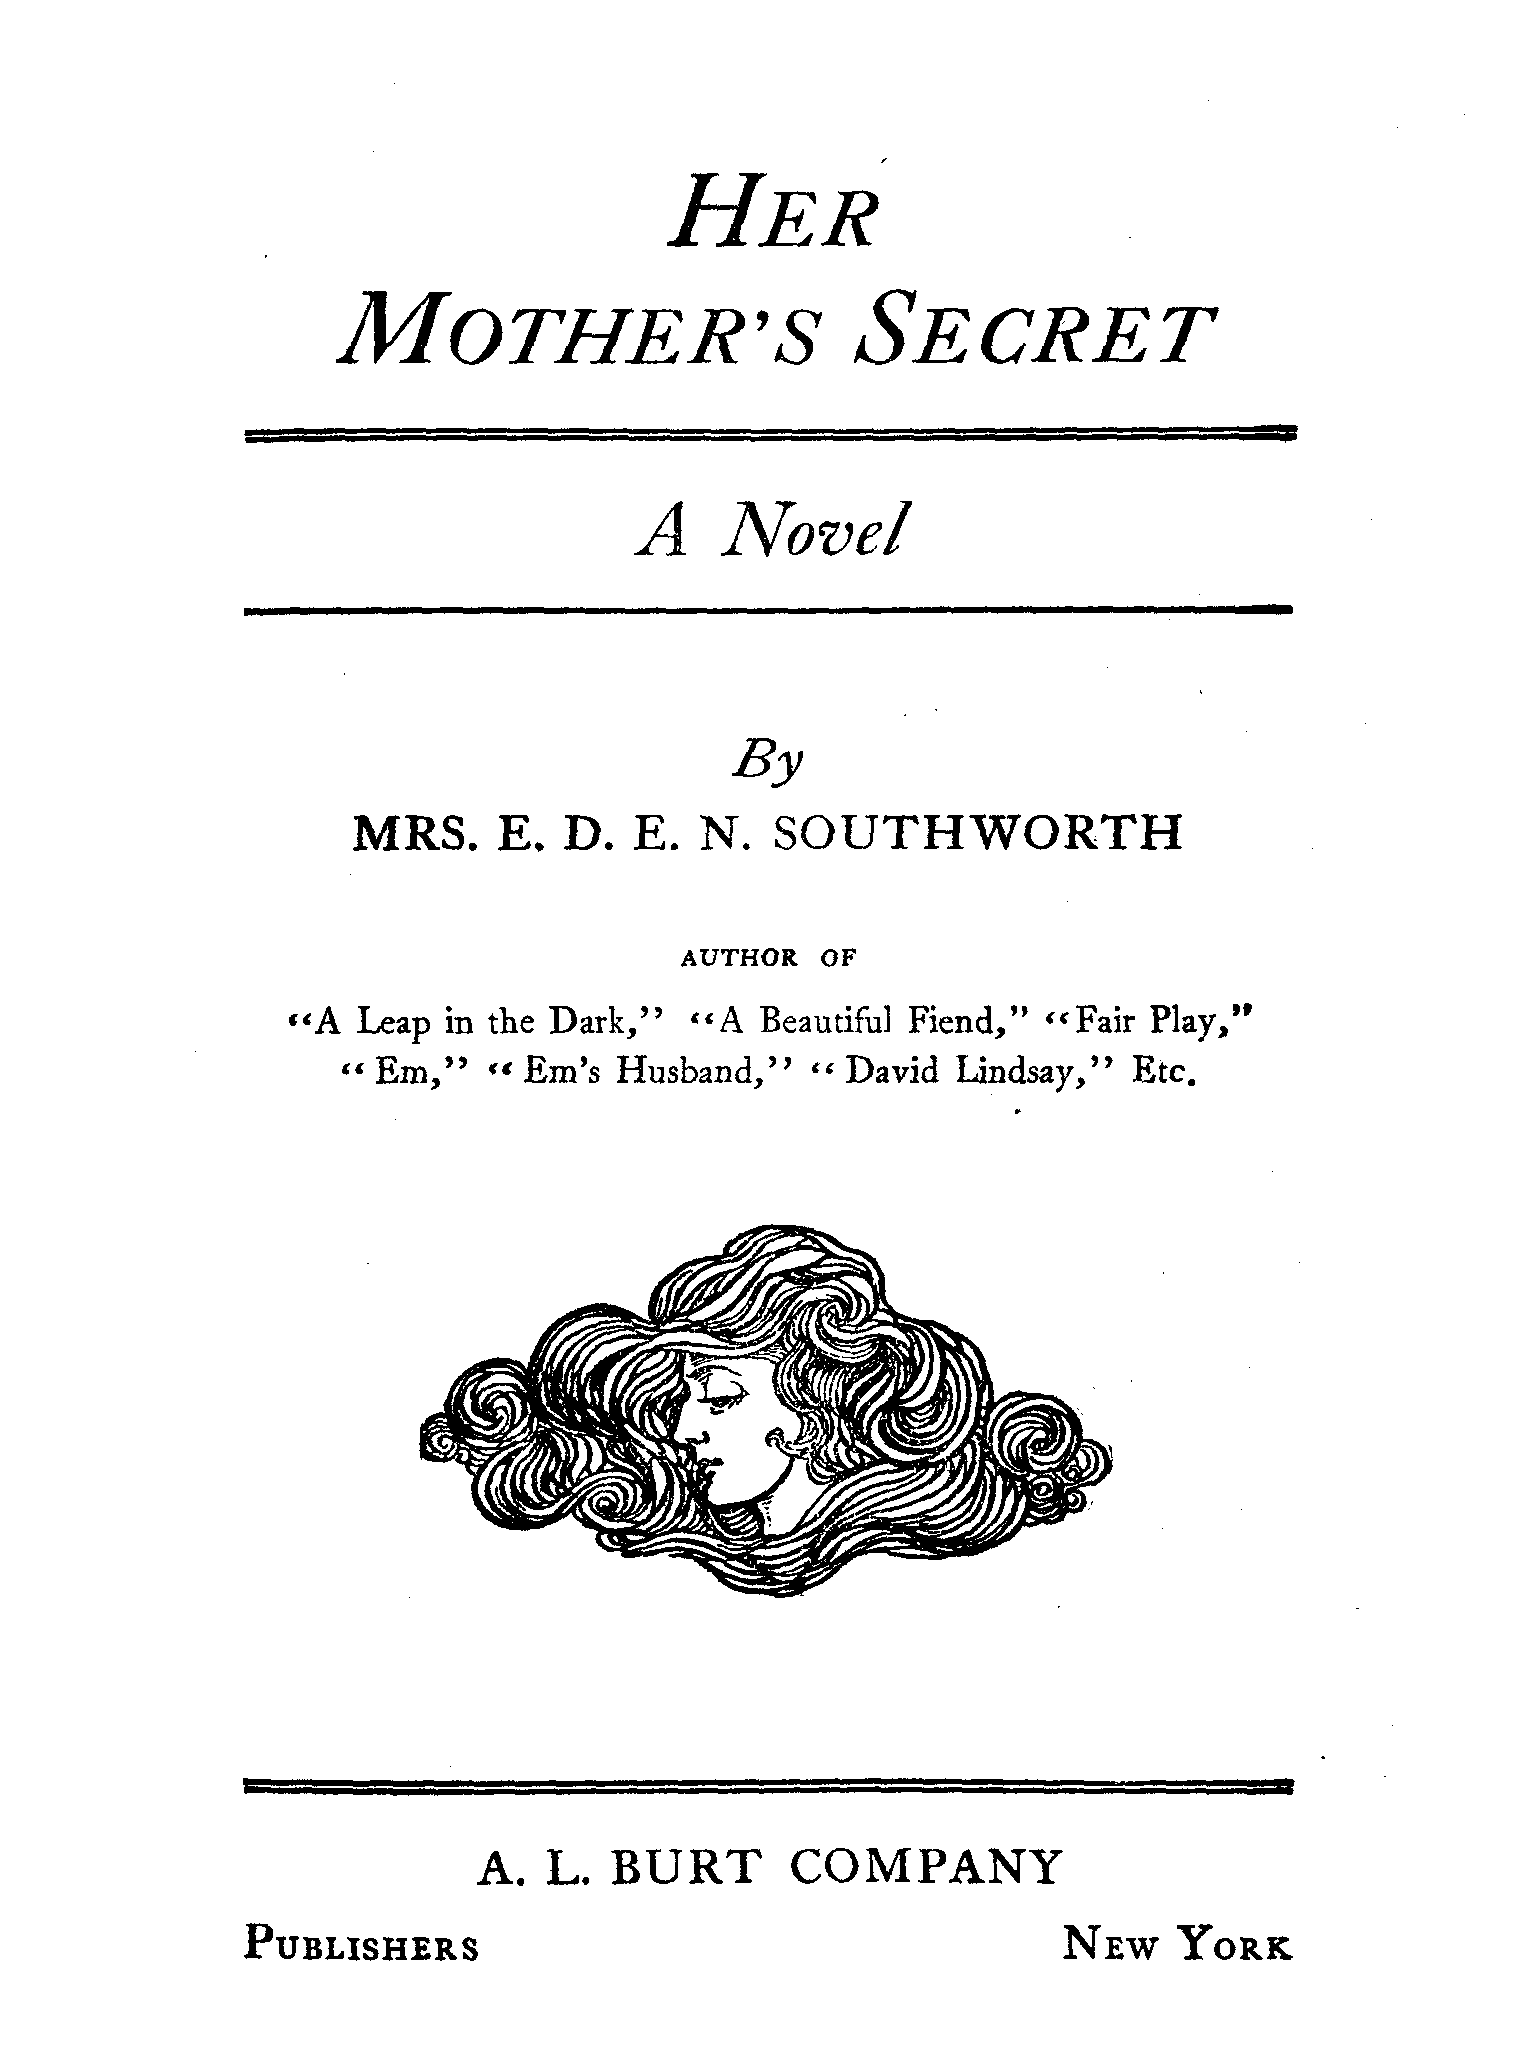 HER
MOTHER'S SECRET
A Novel
By
MRS. E. D. E. N. SOUTHWORTH
AUTHOR OF
“A Leap in the Dark,” “A Beautiful Fiend,” “Fair Play,”
“Em,” “Em's Husband,” “David Lindsay,” Etc.
A. L. BURT COMPANY
PUBLISHERS NEW YORK